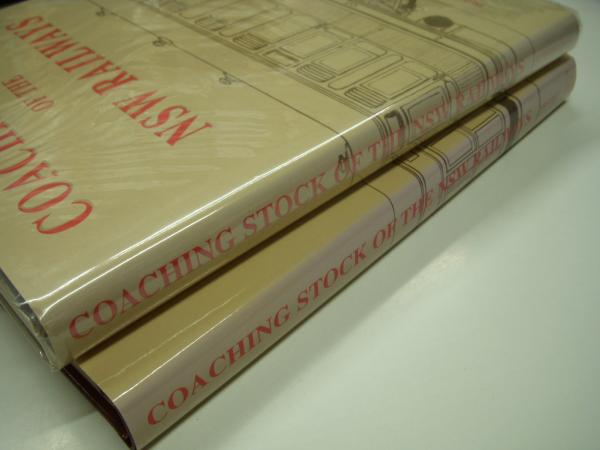 COACHING
OF THE
NSW RAILWAYS
COACHING STOCK OF THE NSW RAILWAYS
COACHING STOCK OF THE NSW RAILWAYS